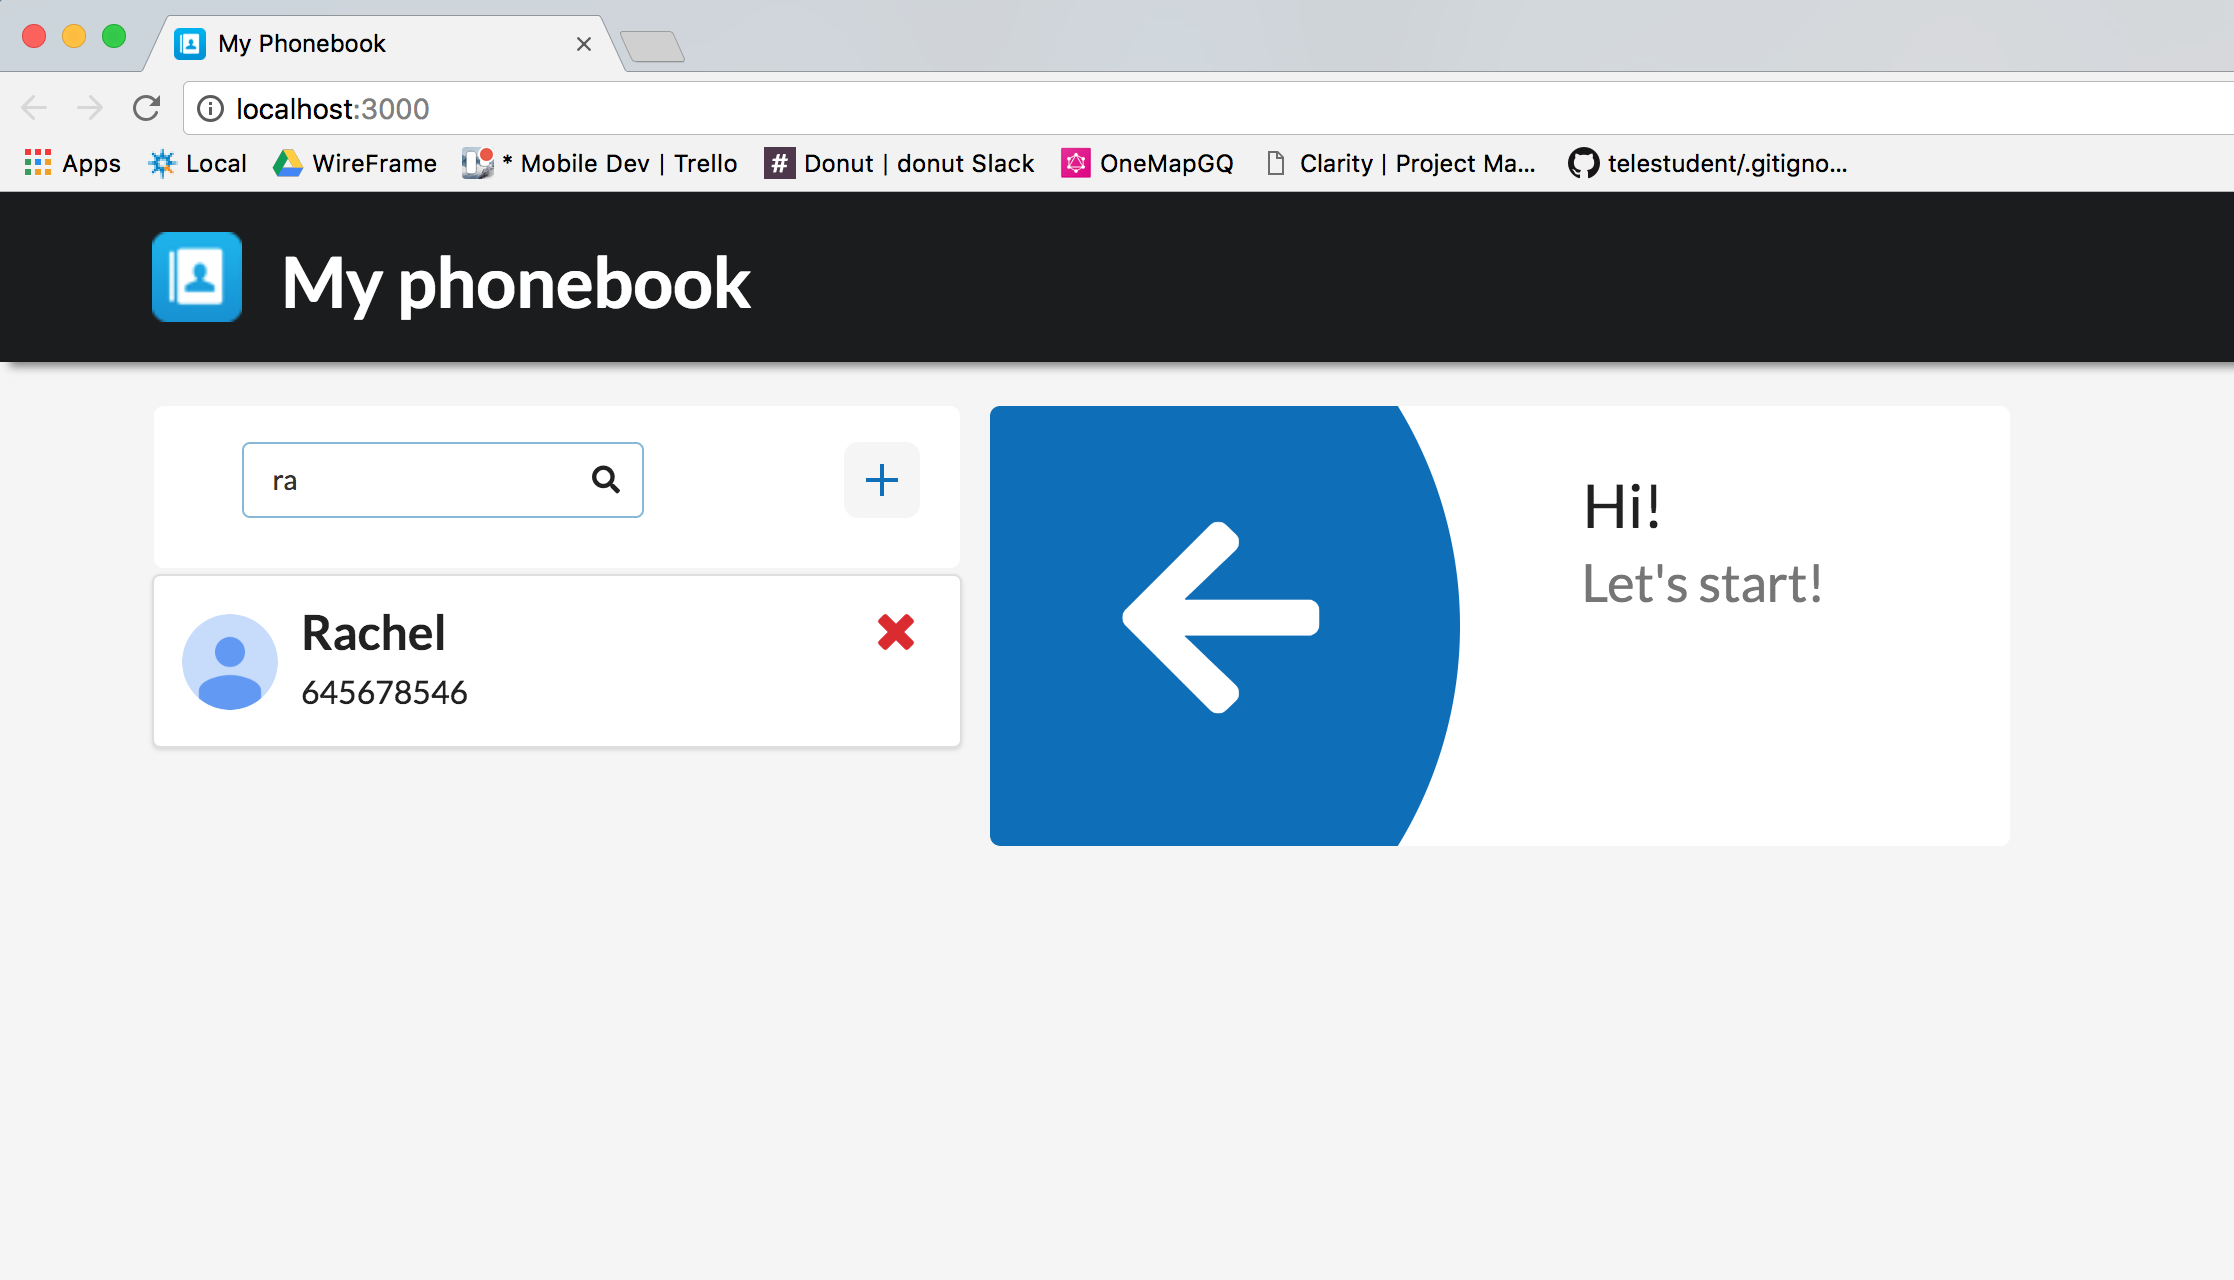 My Phonebook
localhost:3000
Apps Local WireFrame * Mobile Dev | Trello # Donut | donut Slack OneMapGQ Clarity | Project Ma... telestudent/.gitigno...
My phonebook
ra
Hi!
Let's start!
Rachel
645678546